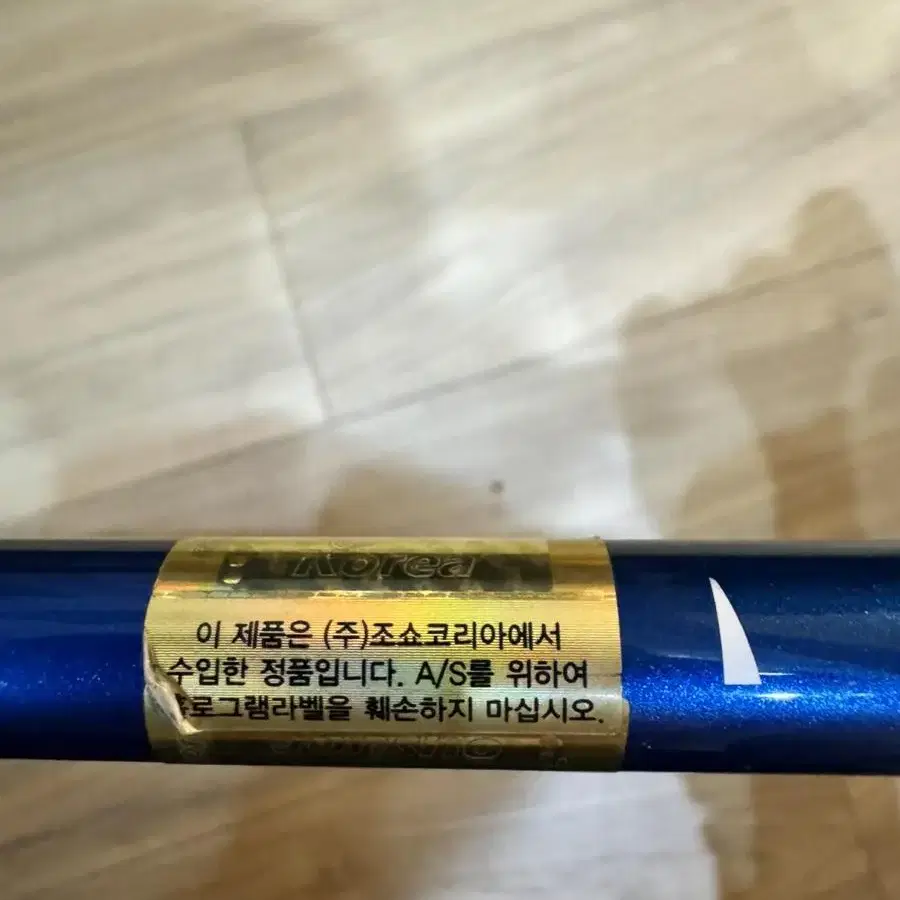 Korea
이 제품은 (주)조쇼코리아에서
수입한 정품입니다. A/S를 위하여
홀로그램라벨을 훼손하지 마십시오.